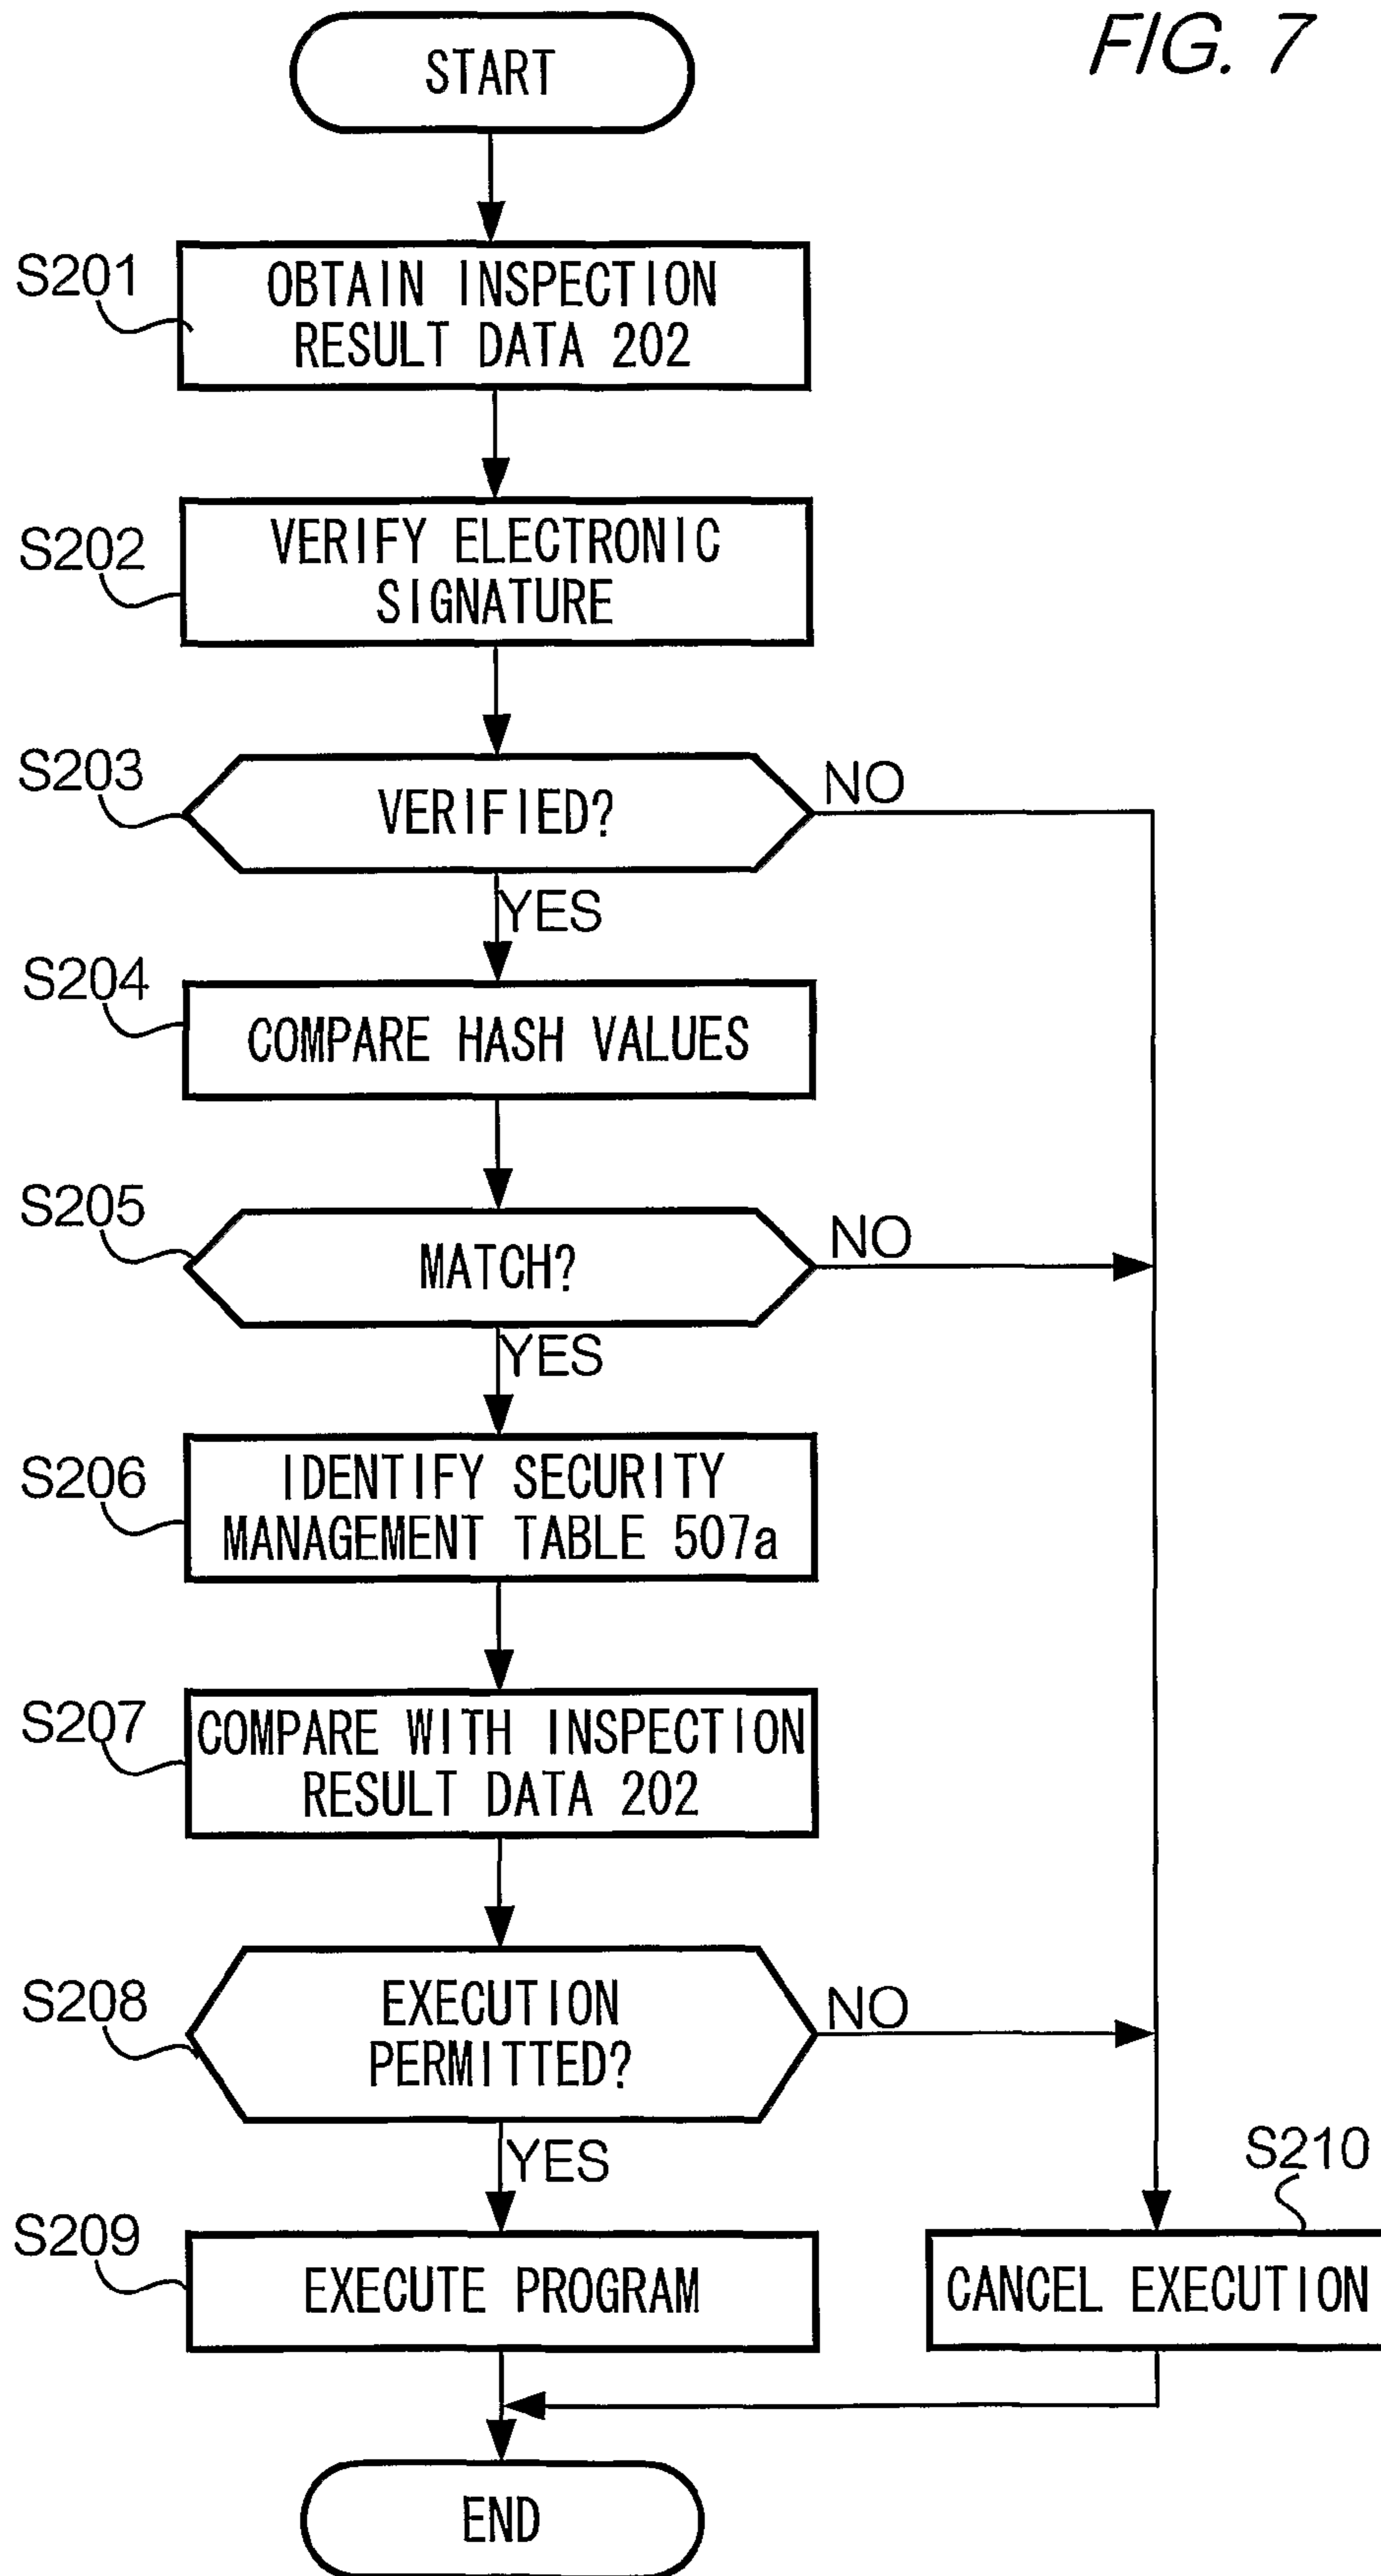 FIG. 7
START
S201
OBTAIN INSPECTION
RESULT DATA 202
S202
VERIFY ELECTRONIC
SIGNATURE
S203
VERIFIED?
NO
YES
S204
COMPARE HASH VALUES
S205
MATCH?
NO
YES
S206
IDENTIFY SECURITY
MANAGEMENT TABLE 507a
S207
COMPARE WITH INSPECTION
RESULT DATA 202
S208
EXECUTION
PERMITTED?
NO
YES
S209
EXECUTE PROGRAM
S210
CANCEL EXECUTION
END